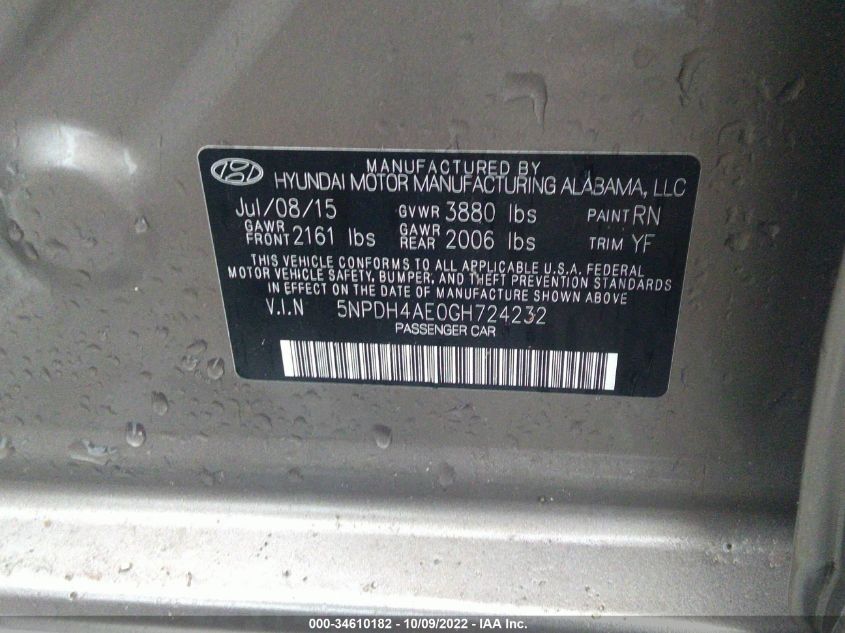 MANUFACTURED BY
HYUNDAI MOTOR MANUFACTURING ALABAMA, LLC
Jul/08/15 GVWR 3880 lbs PAINT RN
GAWR FRONT 2161 lbs GAWR REAR 2006 lbs TRIM YF
THIS VEHICLE CONFORMS TO ALL APPLICABLE U.S.A. FEDERAL
MOTOR VEHICLE SAFETY, BUMPER, AND THEFT PREVENTION STANDARDS
IN EFFECT ON THE DATE OF MANUFACTURE SHOWN ABOVE
V.I.N 5NPDH4AE0GH724232
PASSENGER CAR
000-34610182 - 10/09/2022 - IAA Inc.